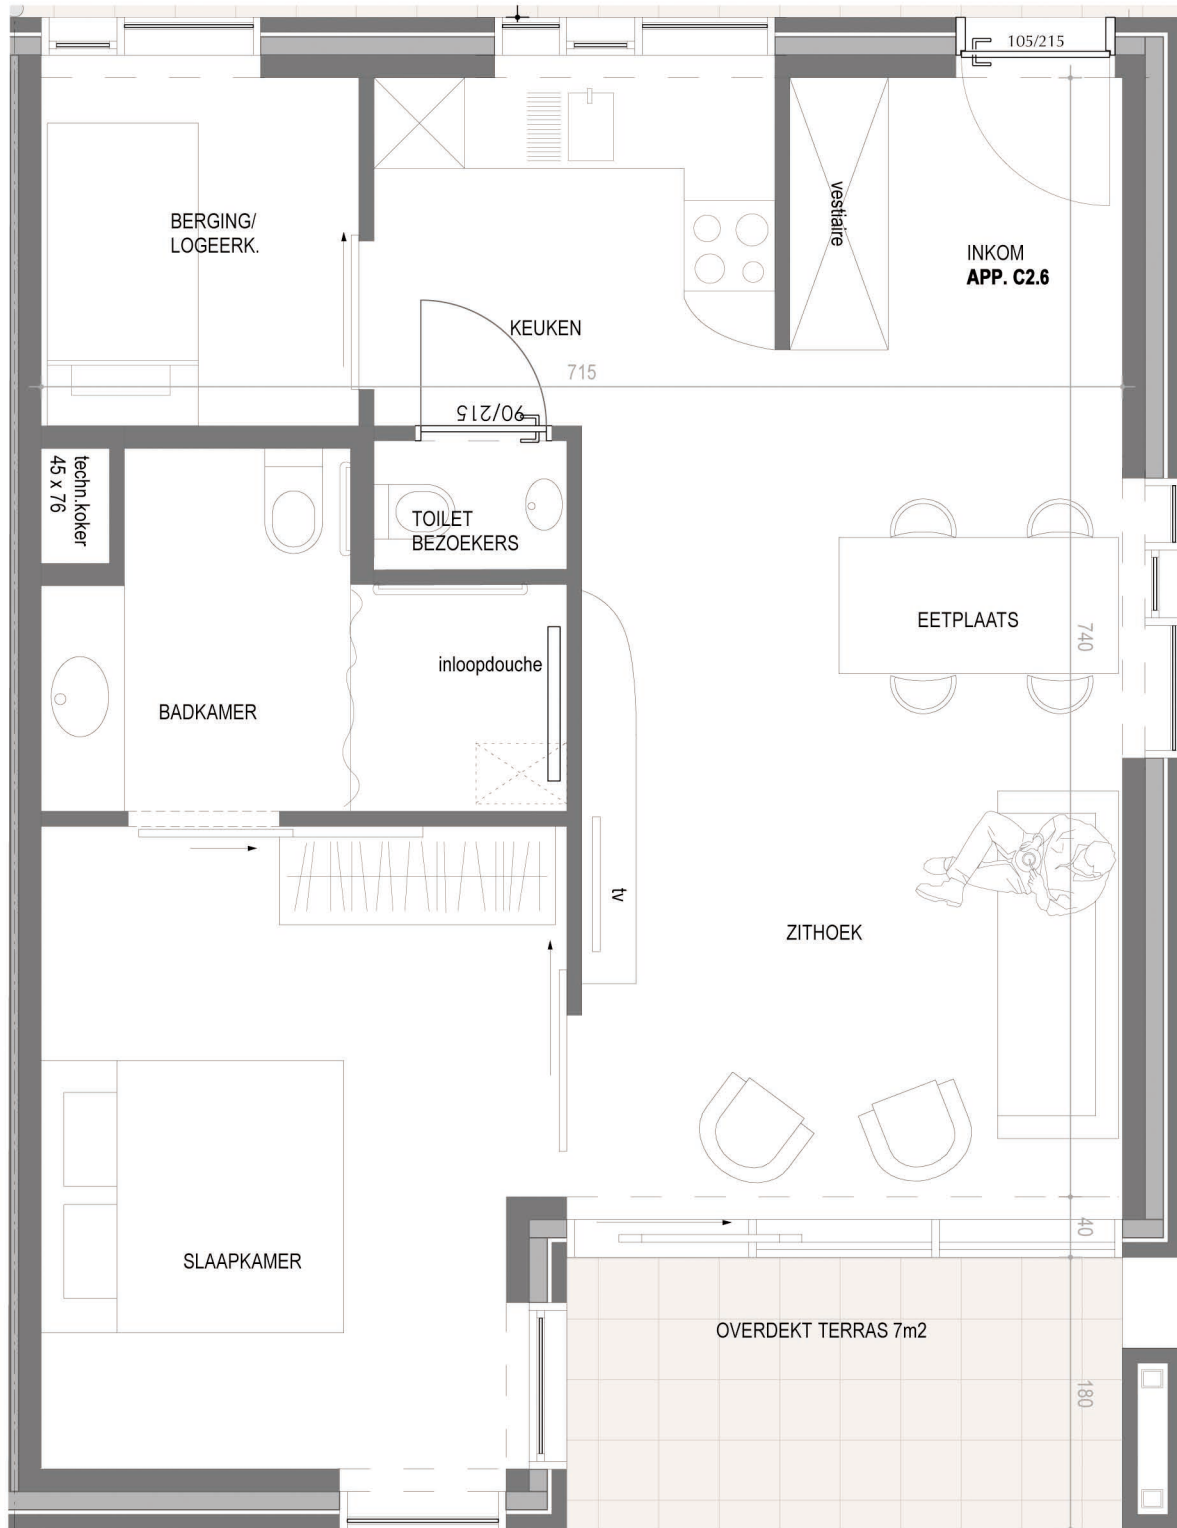 105/215
BERGING/
LOGEERK.
vestiaire
INKOM
APP. C2.6
KEUKEN
715
90/215
techn.koker
45 x 76
TOILET
BEZOEKERS
EETPLAATS
740
inloopdouche
BADKAMER
tv
ZITHOEK
40
SLAAPKAMER
OVERDEKT TERRAS 7m2
180